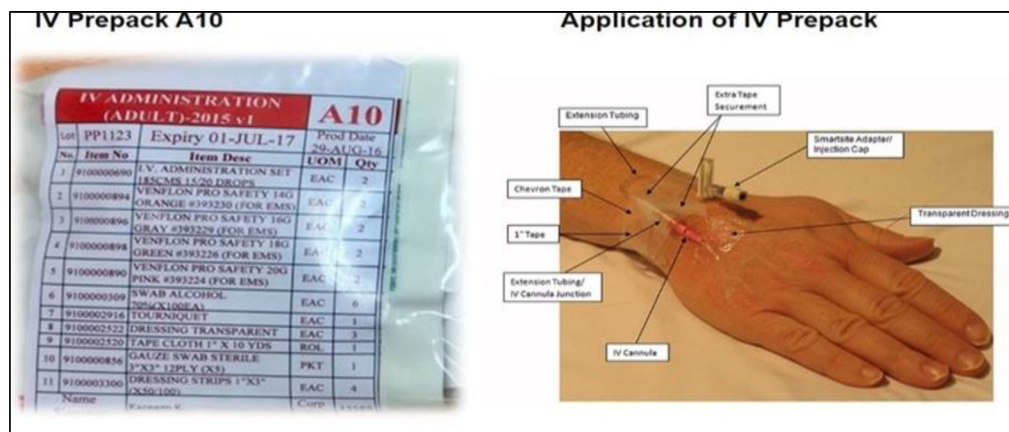 IV Prepack A10
IV ADMINISTRATION
(ADULT)-2015 v1
A10
Lot PP1123 Expiry 01-JUL-17 Prod Date
29-AUG-16
No. Item No Item Desc UOM Qty
1 9100000690 I.V. ADMINISTRATION SET
185CMS 15/20 DROPS EAC 2
2 9100000894 VENFLON PRO SAFETY 14G
ORANGE #393230 (FOR EMS) EAC 2
3 9100000896 VENFLON PRO SAFETY 16G
GRAY #393229 (FOR EMS) EAC 2
4 9100000898 VENFLON PRO SAFETY 18G
GREEN #393226 (FOR EMS) EAC 2
5 9100000890 VENFLON PRO SAFETY 20G
PINK #393224 (FOR EMS) EAC 2
6 9100000309 SWAB ALCOHOL
70%(X100EA) EAC 6
7 9100002916 TOURNIQUET EAC 1
8 9100002522 DRESSING TRANSPARENT EAC 3
9 9100002520 TAPE CLOTH 1" X 10 YDS ROL 1
10 9100000856 GAUZE SWAB STERILE
3"X3" 12PLY (X5) PKT 1
11 9100003300 DRESSING STRIPS 1"X3"
(X50/100) EAC 4
Name
Corp
Application of IV Prepack
Extra Tape
Securement
Extension Tubing
Smartsite Adapter/
Injection Cap
Chevron Tape
Transparent Dressing
1" Tape
Extension Tubing/
IV Cannula Junction
IV Cannula